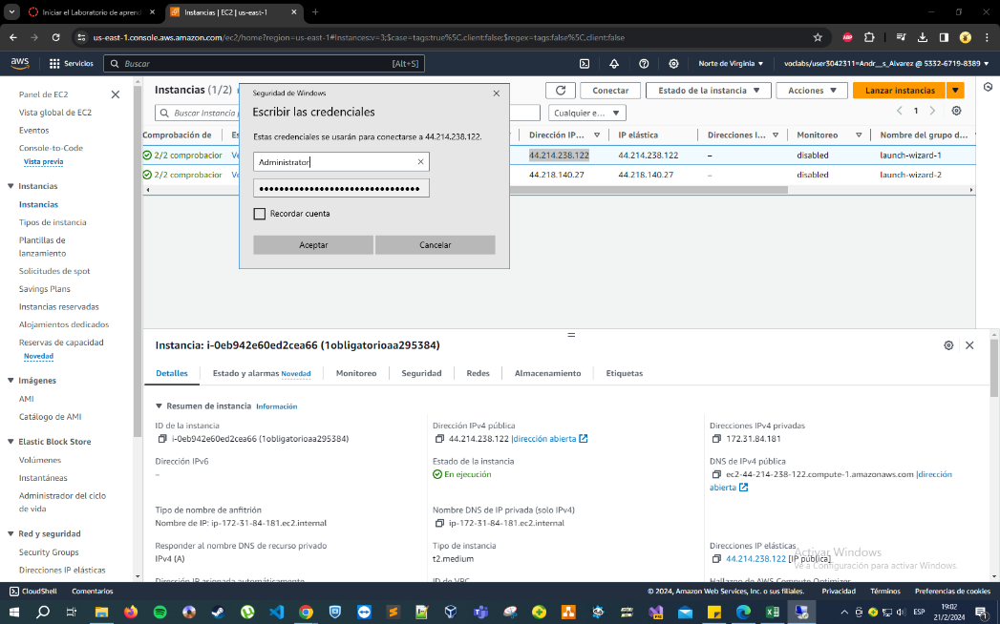 Iniciar el Laboratorio de aprend
Instancias | EC2 | us-east-1
us-east-1.console.aws.amazon.com/ec2/home?region=us-east-1#Instances:v=3;$case=tags:true%5C,client:false;$regex=tags:false%5C,client:false
aws
Servicios
Buscar
[Alt+S]
Norte de Virginia
voclabs/user3042311=Andr__s_Alvarez @ 5332-6719-8389
Panel de EC2
Vista global de EC2
Eventos
Console-to-Code
Vista previa
Instancias
Instancias
Tipos de instancia
Plantillas de
lanzamiento
Solicitudes de spot
Savings Plans
Instancias reservadas
Alojamientos dedicados
Reservas de capacidad
Novedad
Imágenes
AMI
Catálogo de AMI
Elastic Block Store
Volúmenes
Instantáneas
Administrador del ciclo
de vida
Red y seguridad
Security Groups
Direcciones IP elásticas
Instancias (1/2)
Conectar
Estado de la instancia
Acciones
Lanzar instancias
Buscar Instancia
Cualquier e...
1
Comprobación de
Es
Dirección IP...
IP elástica
Direcciones I...
Monitoreo
Nombre del grupo d...
2/2 comprobacior
Ve
44.214.238.122
44.214.238.122
–
disabled
launch-wizard-1
2/2 comprobacior
Ve
44.218.140.27
44.218.140.27
–
disabled
launch-wizard-2
Seguridad de Windows
Escribir las credenciales
Estas credenciales se usarán para conectarse a 44.214.238.122.
Administrator
Recordar cuenta
Aceptar
Cancelar
Instancia: i-0eb942e60ed2cea66 (1obligatorioaa295384)
Detalles
Estado y alarmas Novedad
Monitoreo
Seguridad
Redes
Almacenamiento
Etiquetas
Resumen de instancia Información
ID de la instancia
i-0eb942e60ed2cea66 (1obligatorioaa295384)
Dirección IPv4 pública
44.214.238.122 |dirección abierta
Direcciones IPv4 privadas
172.31.84.181
Dirección IPv6
–
Estado de la instancia
En ejecución
DNS de IPv4 pública
ec2-44-214-238-122.compute-1.amazonaws.com |dirección
abierta
Tipo de nombre de anfitrión
Nombre de IP: ip-172-31-84-181.ec2.internal
Nombre DNS de IP privada (solo IPv4)
ip-172-31-84-181.ec2.internal
Responder al nombre DNS de recurso privado
IPv4 (A)
Tipo de instancia
t2.medium
Direcciones IP elásticas
44.214.238.122 [IP pública]
Dirección IP asignada automáticamente
ID de VPC
Hallazgo de AWS Compute Optimizer
Activar Windows
Ve a Configuración para activar Windows.
CloudShell
Comentarios
© 2024, Amazon Web Services, Inc. o sus filiales.
Privacidad
Términos
Preferencias de cookies
ESP
19:02
21/2/2024